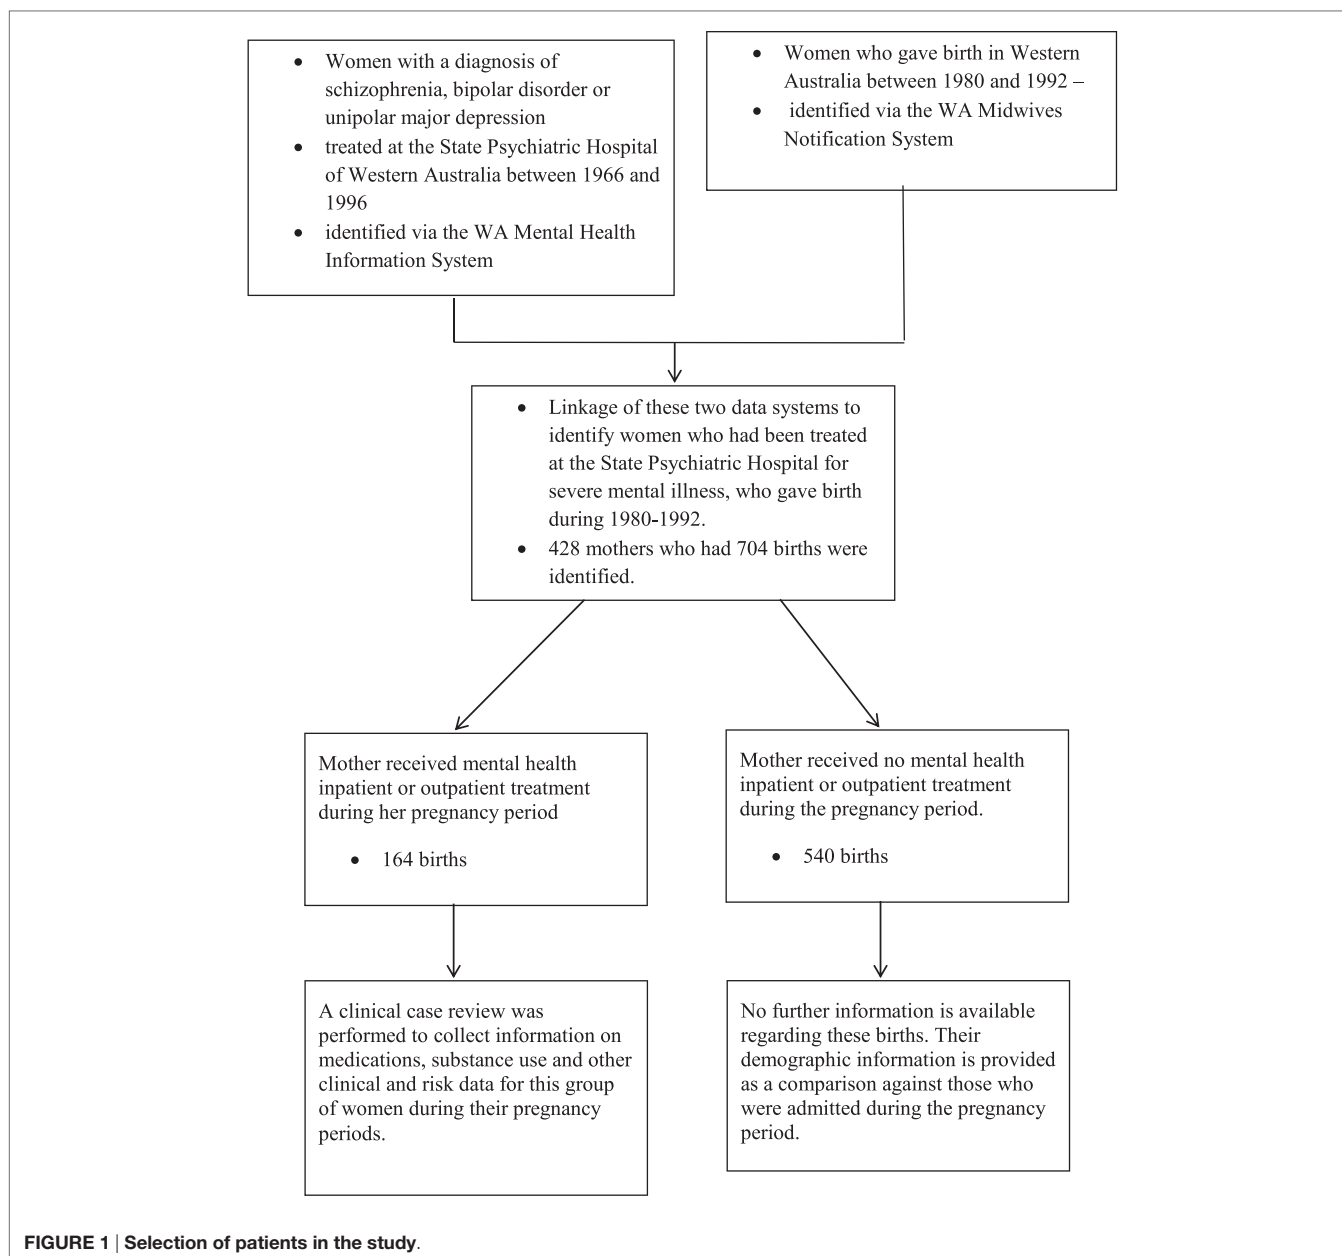 • Women with a diagnosis of
schizophrenia, bipolar disorder or
unipolar major depression
• treated at the State Psychiatric Hospital
of Western Australia between 1966 and
1996
• identified via the WA Mental Health
Information System
• Women who gave birth in Western
Australia between 1980 and 1992 –
• identified via the WA Midwives
Notification System
• Linkage of these two data systems to
identify women who had been treated
at the State Psychiatric Hospital for
severe mental illness, who gave birth
during 1980-1992.
• 428 mothers who had 704 births were
identified.
Mother received mental health
inpatient or outpatient treatment
during her pregnancy period
• 164 births
Mother received no mental health
inpatient or outpatient treatment
during the pregnancy period.
• 540 births
A clinical case review was
performed to collect information on
medications, substance use and other
clinical and risk data for this group
of women during their pregnancy
periods.
No further information is available
regarding these births. Their
demographic information is provided
as a comparison against those who
were admitted during the pregnancy
period.
FIGURE 1 | Selection of patients in the study.